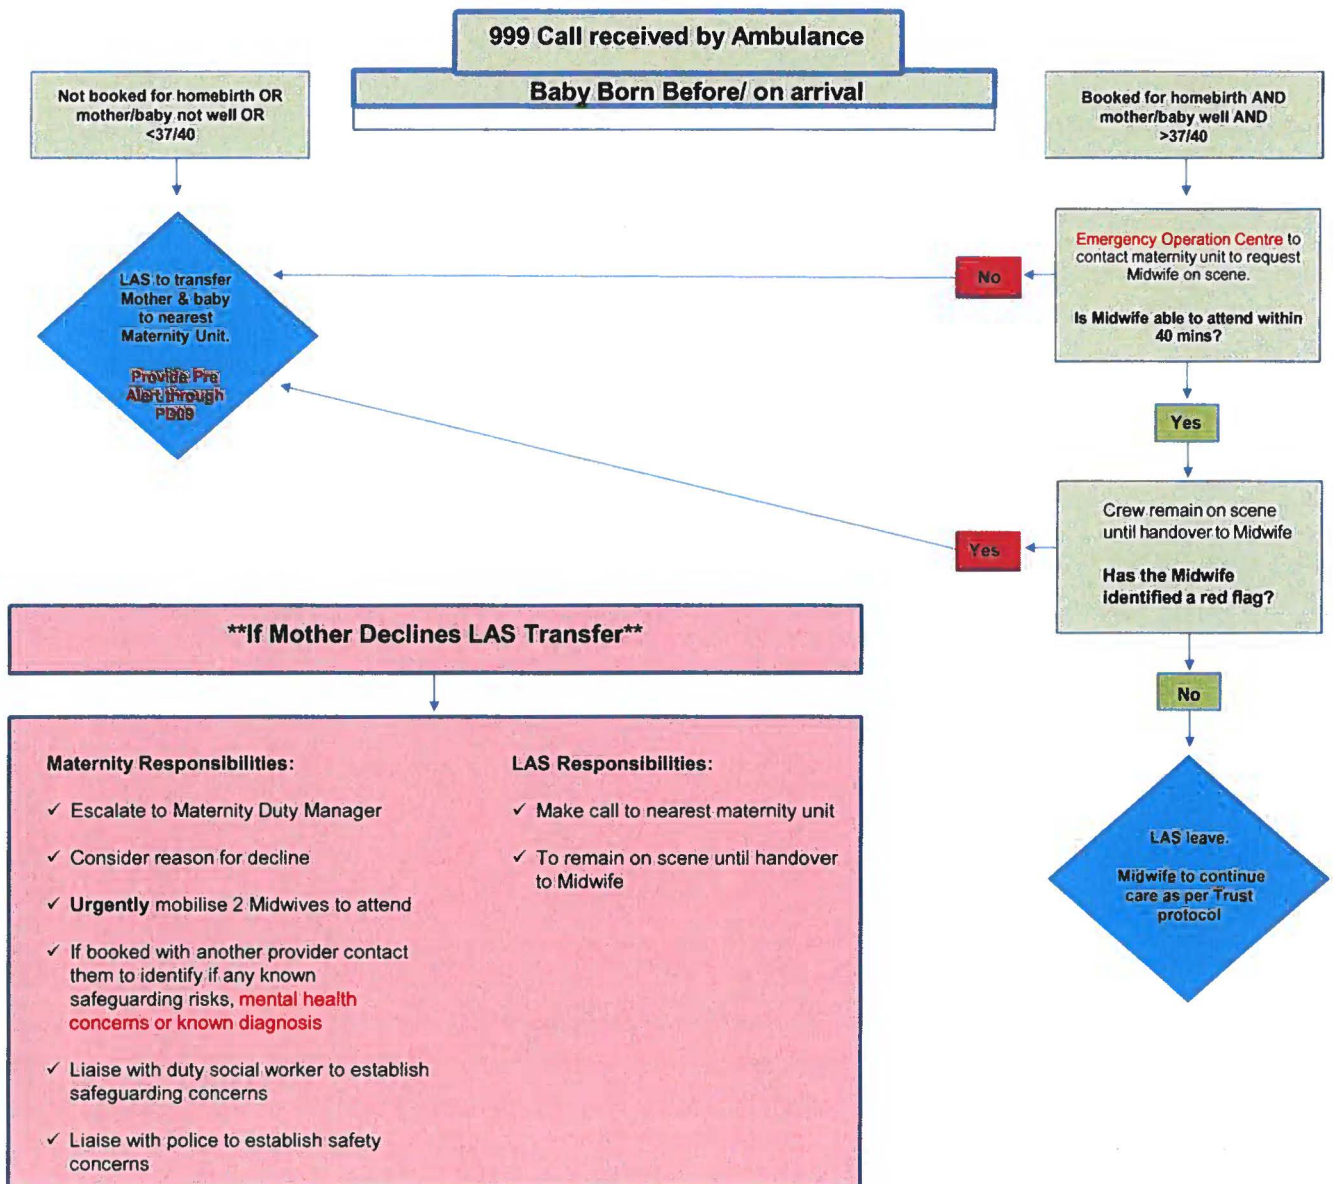 999 Call received by Ambulance
Baby Born Before/ on arrival
Not booked for homebirth OR
mother/baby not well OR
<37/40
Booked for homebirth AND
mother/baby well AND
>37/40
LAS to transfer
Mother & baby
to nearest
Maternity Unit.
Provide Pre
Alert through
PD09
No
Emergency Operation Centre to
contact maternity unit to request
Midwife on scene.
Is Midwife able to attend within
40 mins?
Yes
Yes
Crew remain on scene
until handover to Midwife
Has the Midwife
identified a red flag?
No
LAS leave.
Midwife to continue
care as per Trust
protocol
**If Mother Declines LAS Transfer**
Maternity Responsibilities:
✓ Escalate to Maternity Duty Manager
✓ Consider reason for decline
✓ Urgently mobilise 2 Midwives to attend
✓ If booked with another provider contact
them to identify if any known
safeguarding risks, mental health
concerns or known diagnosis
✓ Liaise with duty social worker to establish
safeguarding concerns
✓ Liaise with police to establish safety
concerns
LAS Responsibilities:
✓ Make call to nearest maternity unit
✓ To remain on scene until handover
to Midwife